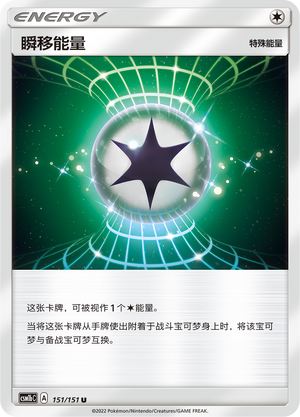 ENERGY
瞬移能量
特殊能量
这张卡牌，可被视作1个✶能量。
当将这张卡牌从手牌使出附着于战斗宝可梦身上时，将该宝可
梦与备战宝可梦互换。
CSM1bC A 151/151 U
©2022 Pokémon/Nintendo/Creatures/GAME FREAK.